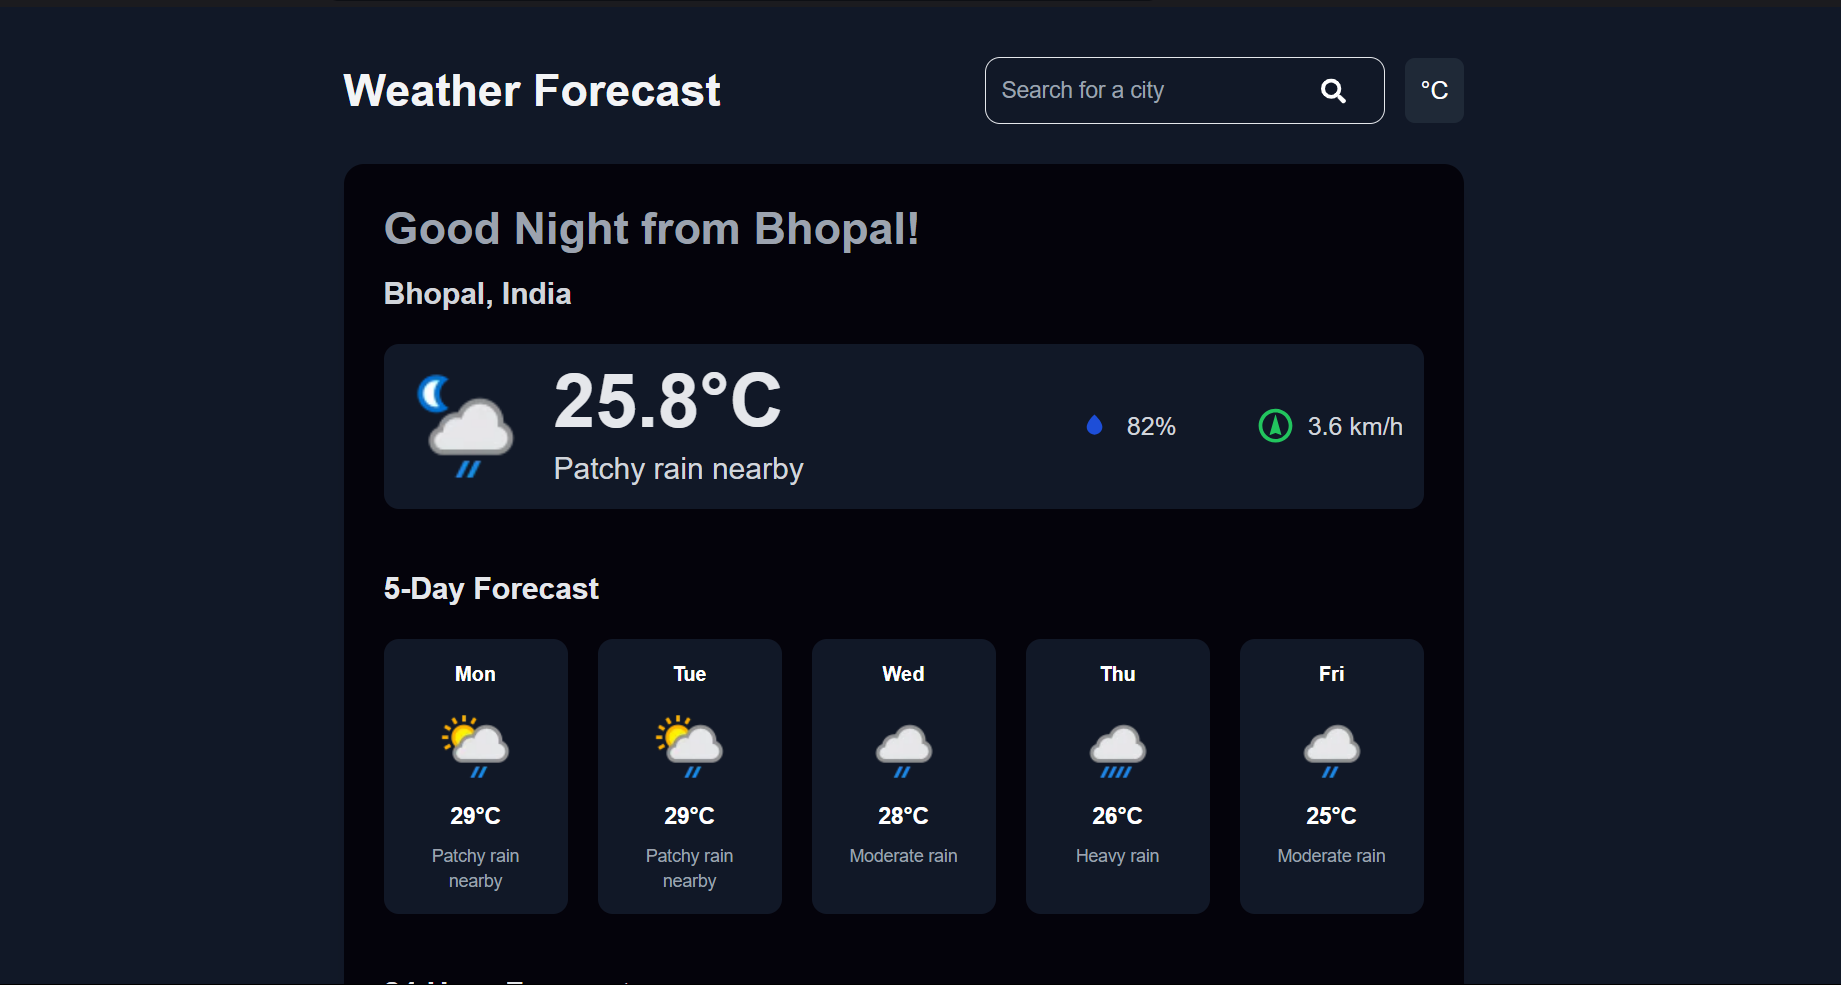 Weather Forecast
Search for a city
°C
Good Night from Bhopal!
Bhopal, India
25.8°C
Patchy rain nearby
82%
3.6 km/h
5-Day Forecast
Mon
29°C
Patchy rain
nearby
Tue
29°C
Patchy rain
nearby
Wed
28°C
Moderate rain
Thu
26°C
Heavy rain
Fri
25°C
Moderate rain